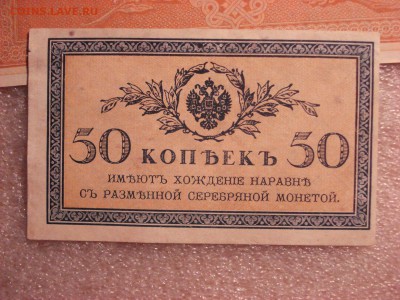 COINS.LAVE.RU
50 КОПѢЕКЪ 50
ИМѢЮТЪ ХОЖДЕНІЕ НАРАВНѢ
СЪ РАЗМѢННОЙ СЕРЕБРЯНОЙ МОНЕТОЙ.